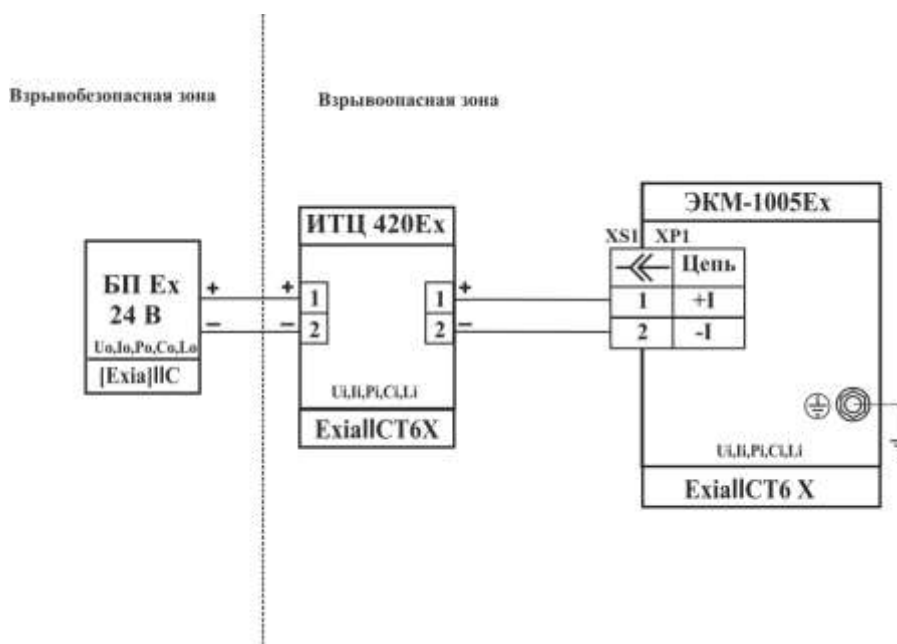 Взрывобезопасная зона
Взрывоопасная зона
БП Ex
24 В
Uo,Io,Po,Co,Lo
[Exia]IIC
+
−
+
−
ИТЦ 420Ex
1
2
1
2
Ui,Ii,Pi,Ci,Li
ExiaIICT6X
+
−
ЭКМ-1005Ex
XS1 XP1
Цепь
1 +I
2 -I
Ui,Ii,Pi,Ci,Li
ExiaIICT6 X